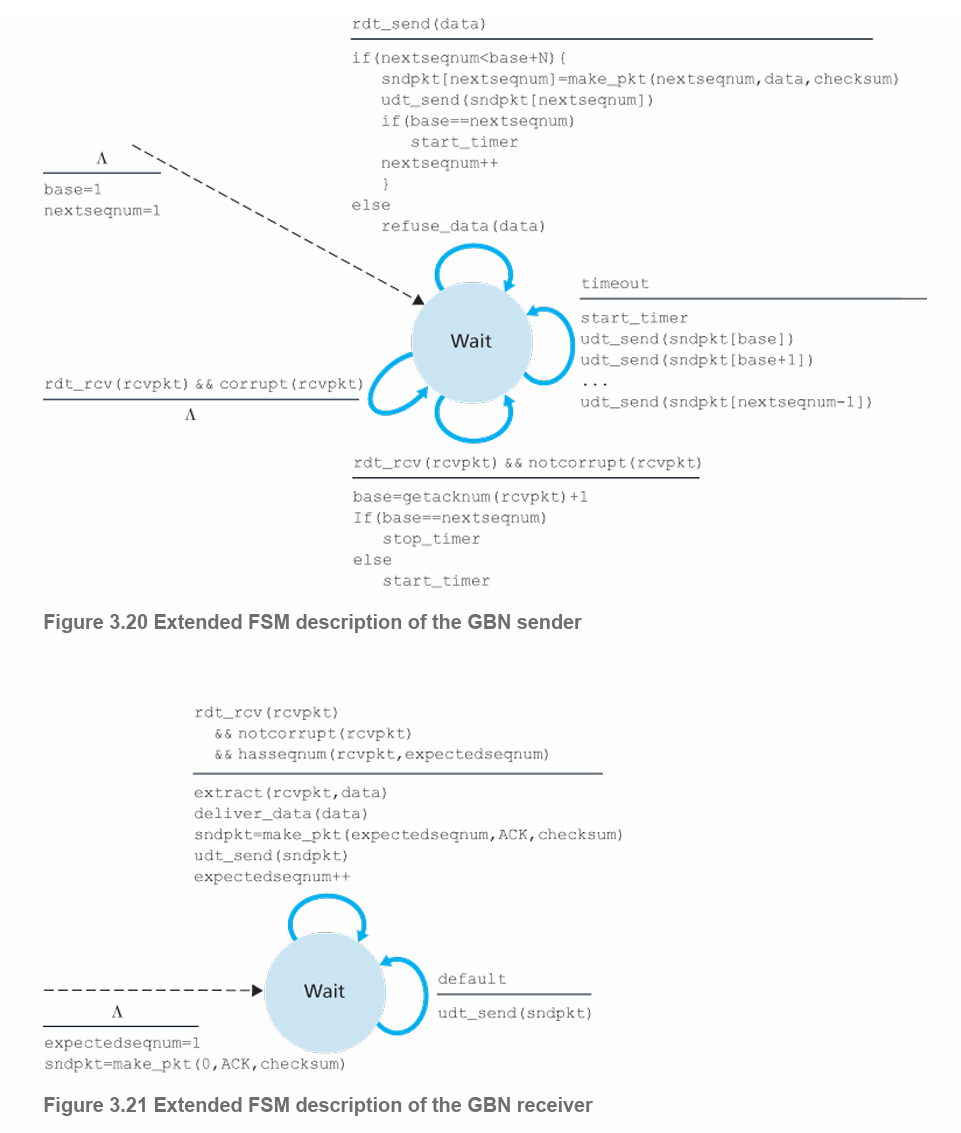 rdt_send(data)
if(nextseqnum<base+N){
sndpkt[nextseqnum]=make_pkt(nextseqnum,data,checksum)
udt_send(sndpkt[nextseqnum])
if(base==nextseqnum)
start_timer
nextseqnum++
}
else
refuse_data(data)
Λ
base=1
nextseqnum=1
timeout
start_timer
udt_send(sndpkt[base])
udt_send(sndpkt[base+1])
...
udt_send(sndpkt[nextseqnum-1])
Wait
rdt_rcv(rcvpkt) && corrupt(rcvpkt)
Λ
rdt_rcv(rcvpkt) && notcorrupt(rcvpkt)
base=getacknum(rcvpkt)+1
If(base==nextseqnum)
stop_timer
else
start_timer
Figure 3.20 Extended FSM description of the GBN sender
rdt_rcv(rcvpkt)
&& notcorrupt(rcvpkt)
&& hasseqnum(rcvpkt,expectedseqnum)
extract(rcvpkt,data)
deliver_data(data)
sndpkt=make_pkt(expectedseqnum,ACK,checksum)
udt_send(sndpkt)
expectedseqnum++
Wait
default
udt_send(sndpkt)
Λ
expectedseqnum=1
sndpkt=make_pkt(0,ACK,checksum)
Figure 3.21 Extended FSM description of the GBN receiver